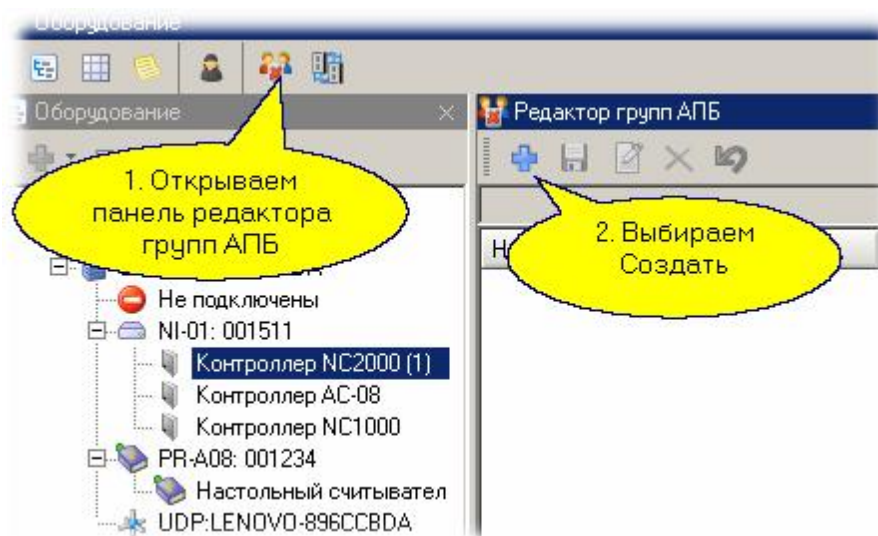 Оборудование
Оборудование
Редактор групп АПБ
1. Открываем
панель редактора
групп АПБ
2. Выбираем
Создать
Не подключены
NI-01: 001511
Контроллер NC2000 (1)
Контроллер AC-08
Контроллер NC1000
PR-A08: 001234
Настольный считывател
UDP:LENOVO-896CCBDA